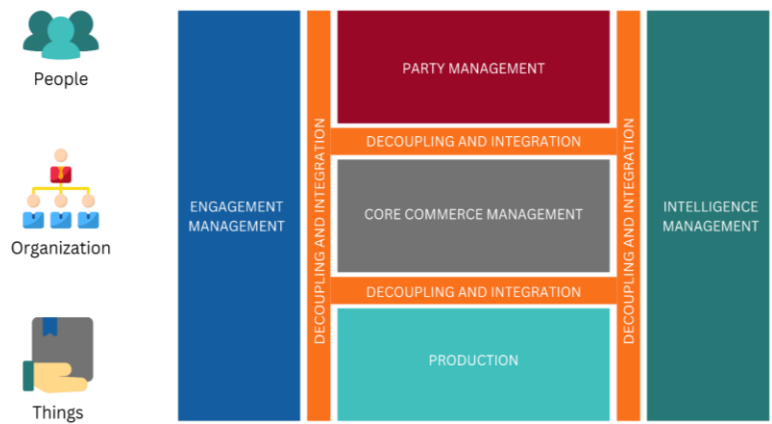 People
Organization
Things
ENGAGEMENT
MANAGEMENT
DECOUPLING AND INTEGRATION
PARTY MANAGEMENT
DECOUPLING AND INTEGRATION
CORE COMMERCE MANAGEMENT
DECOUPLING AND INTEGRATION
PRODUCTION
DECOUPLING AND INTEGRATION
INTELLIGENCE
MANAGEMENT